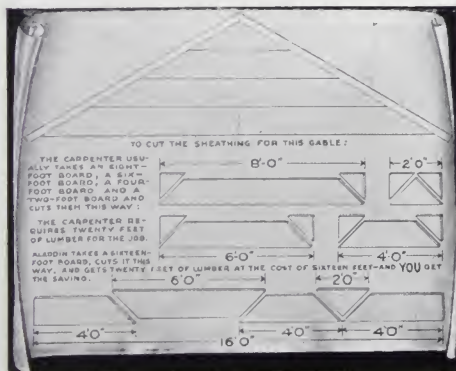 TO CUT THE SHEATHING FOR THIS GABLE:
THE CARPENTER USU-
ALLY TAKES AN EIGHT-
FOOT BOARD, A SIX-
FOOT BOARD, A FOUR-
FOOT BOARD AND A
TWO-FOOT BOARD AND
CUTS THEM THIS WAY:
8'-0"
2'0"
THE CARPENTER RE-
QUIRES TWENTY FEET
OF LUMBER FOR THE JOB.
6'-0"
4'0"
ALADDIN TAKES A SIXTEEN-
FOOT BOARD, CUTS IT THIS
WAY, AND GETS TWENTY FEET OF LUMBER AT THE COST OF SIXTEEN FEET-AND YOU GET
THE SAVING.
6'0"
2'0"
4'0"
4'0"
4'0"
16'0"